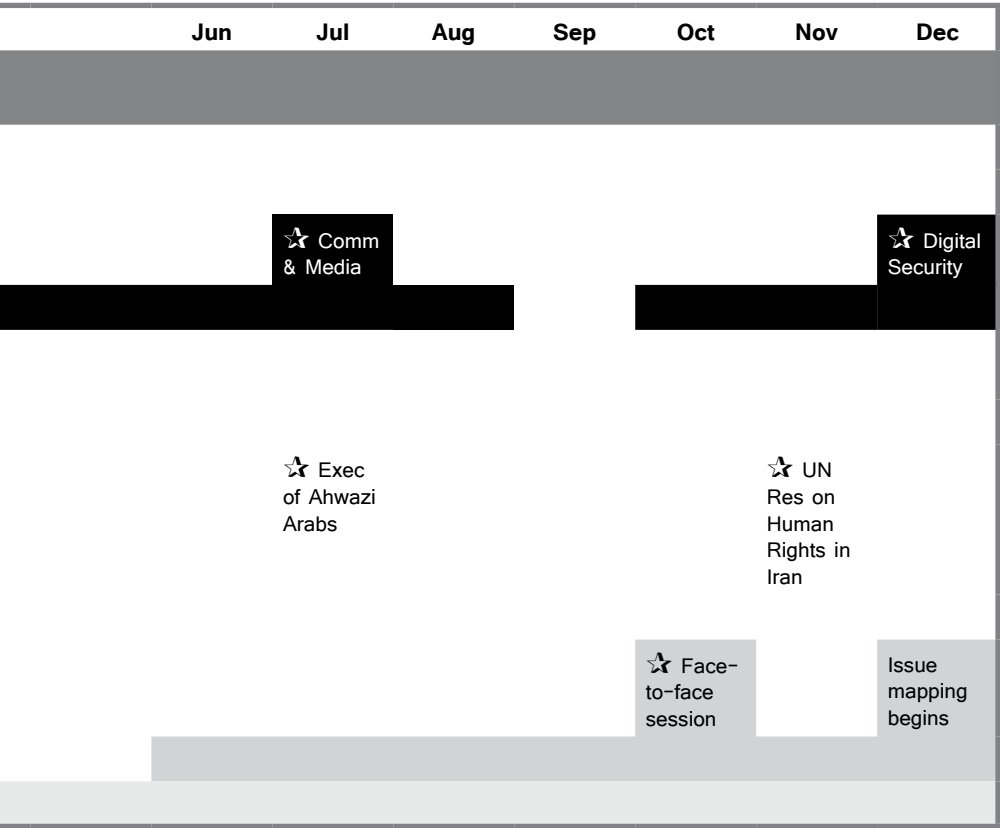 Jun Jul Aug Sep Oct Nov Dec
☆ Comm
& Media
☆ Digital
Security
☆ Exec
of Ahwazi
Arabs
☆ UN
Res on
Human
Rights in
Iran
☆ Face-
to-face
session
Issue
mapping
begins